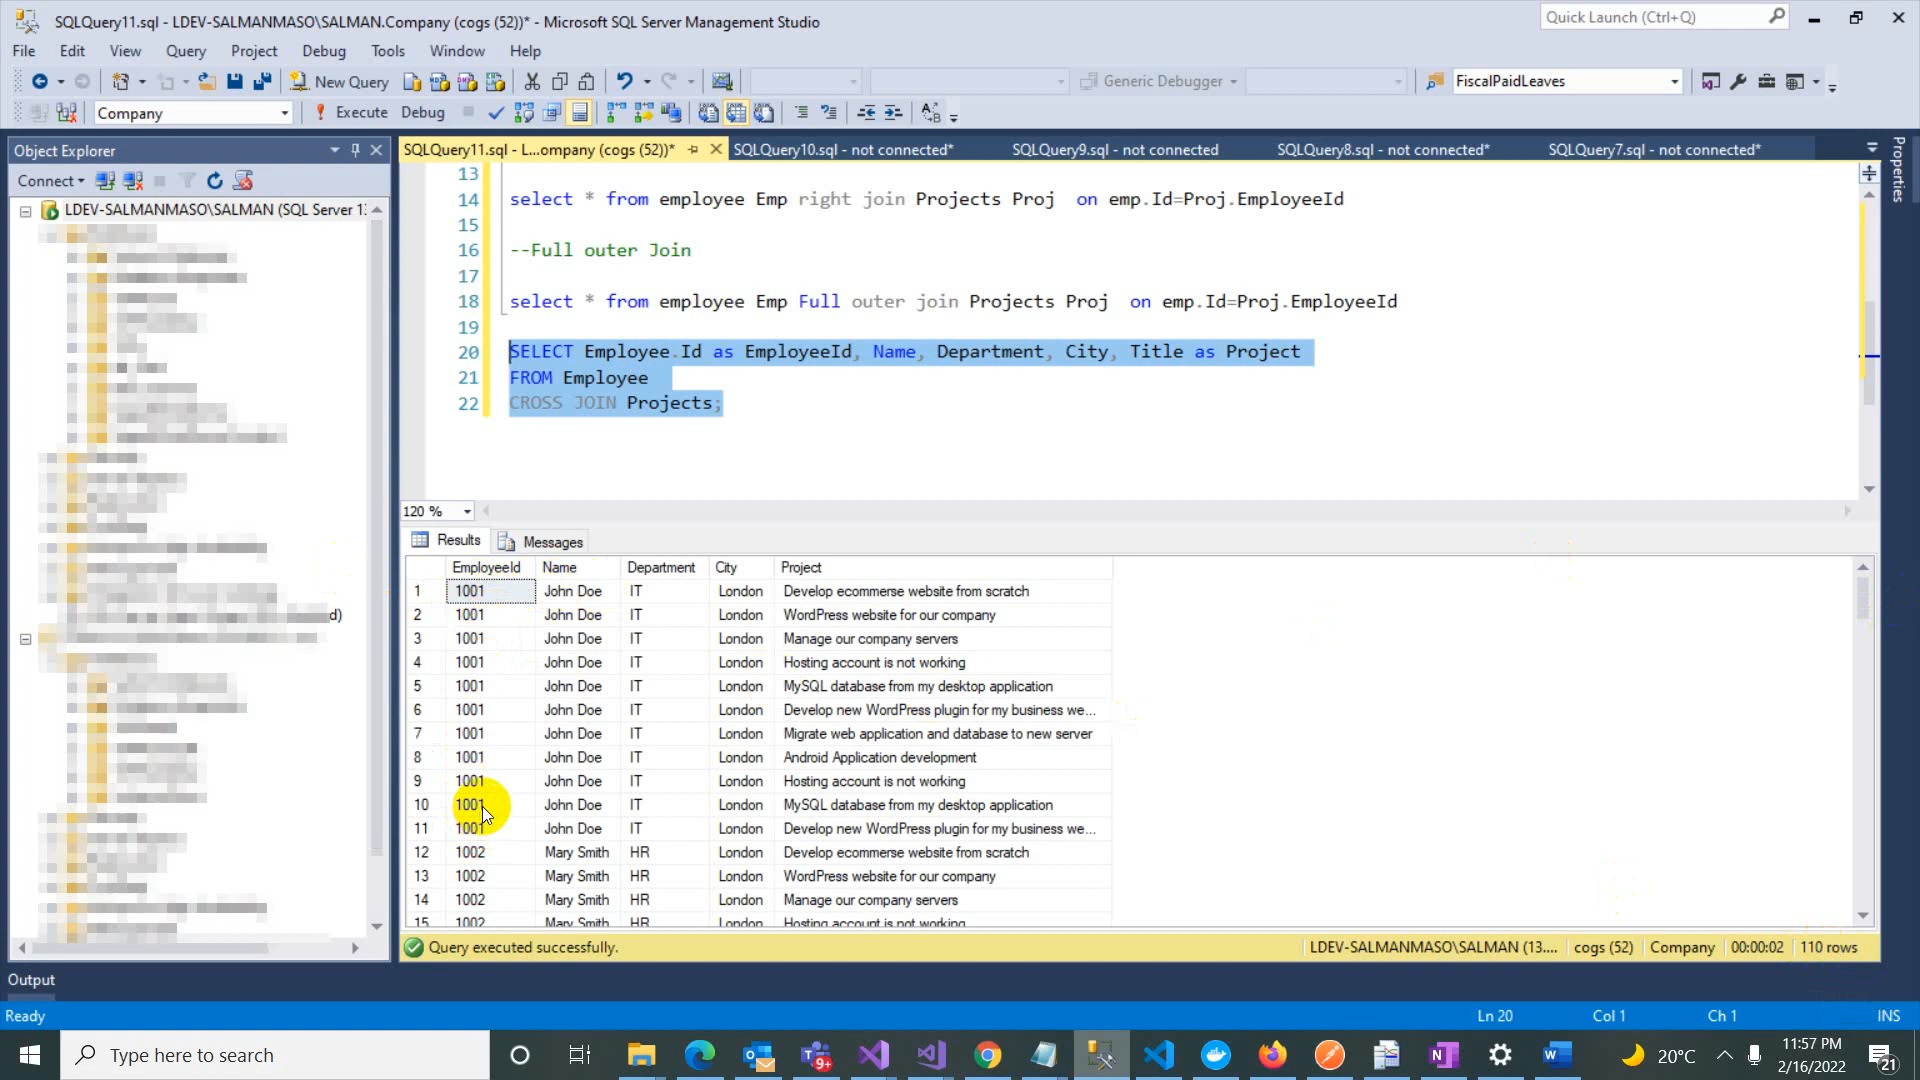 SQLQuery11.sql - LDEV-SALMANMASO\SALMAN.Company (cogs (52))* - Microsoft SQL Server Management Studio
Quick Launch (Ctrl+Q)
File Edit View Query Project Debug Tools Window Help
New Query
Generic Debugger
FiscalPaidLeaves
Company
Execute Debug
Object Explorer
SQLQuery11.sql - L...ompany (cogs (52))*
SQLQuery10.sql - not connected*
SQLQuery9.sql - not connected
SQLQuery8.sql - not connected*
SQLQuery7.sql - not connected*
Properties
Connect
LDEV-SALMANMASO\SALMAN (SQL Server 13
d)
13
14 select * from employee Emp right join Projects Proj on emp.Id=Proj.EmployeeId
15
16 --Full outer Join
17
18 select * from employee Emp Full outer join Projects Proj on emp.Id=Proj.EmployeeId
19
20 SELECT Employee.Id as EmployeeId, Name, Department, City, Title as Project
21 FROM Employee
22 CROSS JOIN Projects;
120 %
Results Messages
EmployeeId Name Department City Project
1 1001 John Doe IT London Develop ecommerse website from scratch
2 1001 John Doe IT London WordPress website for our company
3 1001 John Doe IT London Manage our company servers
4 1001 John Doe IT London Hosting account is not working
5 1001 John Doe IT London MySQL database from my desktop application
6 1001 John Doe IT London Develop new WordPress plugin for my business we...
7 1001 John Doe IT London Migrate web application and database to new server
8 1001 John Doe IT London Android Application development
9 1001 John Doe IT London Hosting account is not working
10 1001 John Doe IT London MySQL database from my desktop application
11 1001 John Doe IT London Develop new WordPress plugin for my business we...
12 1002 Mary Smith HR London Develop ecommerse website from scratch
13 1002 Mary Smith HR London WordPress website for our company
14 1002 Mary Smith HR London Manage our company servers
15 1002 Mary Smith HR London Hosting account is not working
Query executed successfully.
LDEV-SALMANMASO\SALMAN (13.... cogs (52) Company 00:00:02 110 rows
Output
Ready
Ln 20 Col 1 Ch 1 INS
Type here to search
9+
20°C
11:57 PM
2/16/2022
21